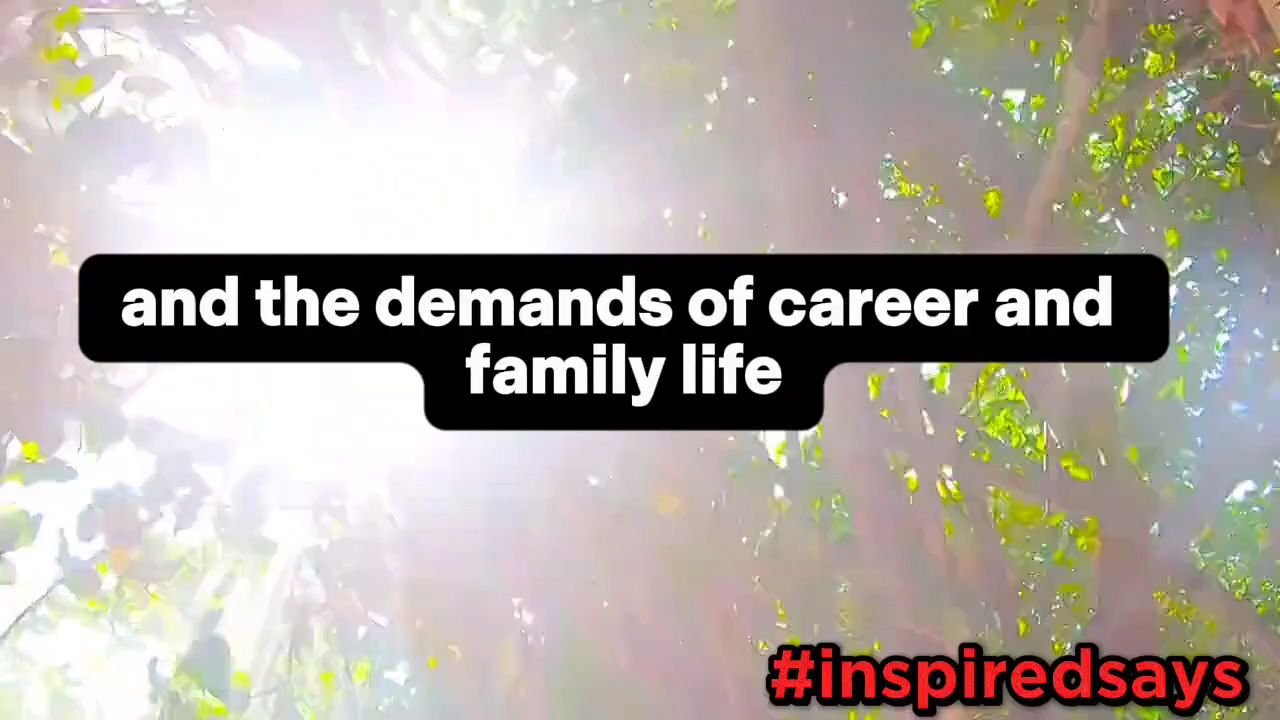 and the demands of career and
family life
#inspiredsays